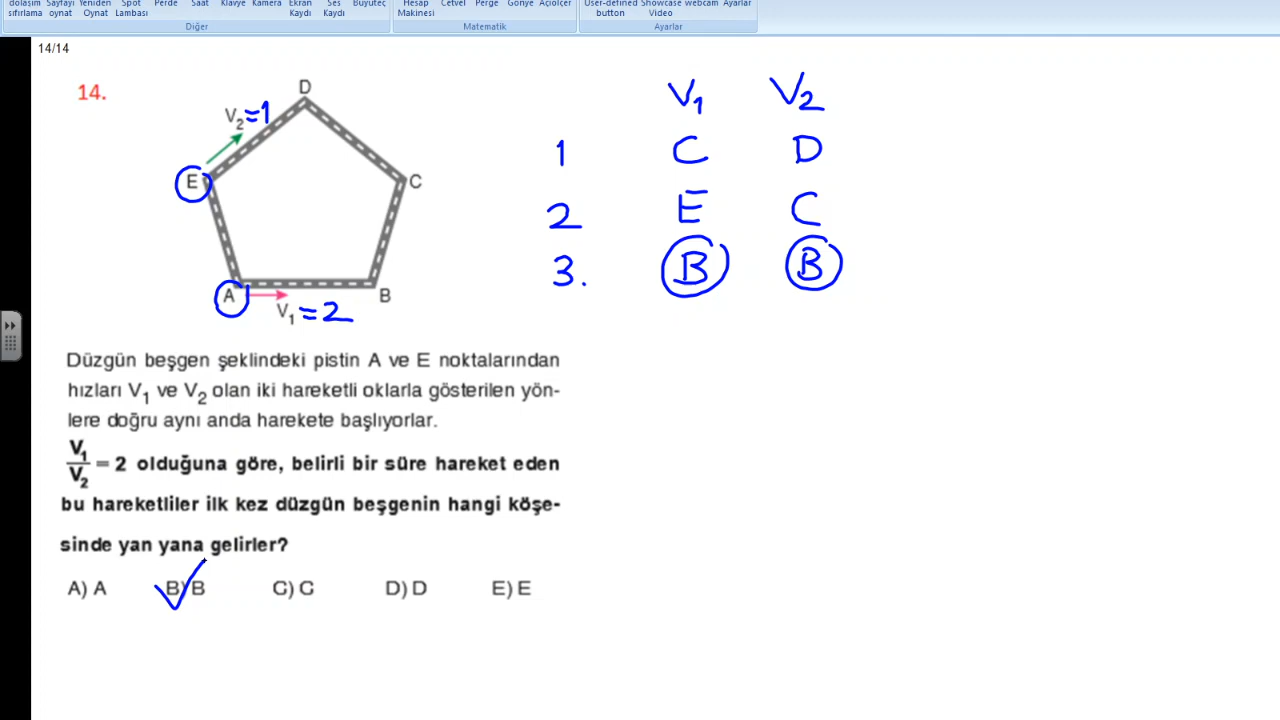 dolaşım Sayfayı Yeniden Spot Perde Saat Klavye Kamera Ekran Ses Büyüteç Hesap Cetvel Perge Gönye Açıölçer User-defined Showcase webcam Ayarlar
sıfırlama oynat Oynat Lambası Kaydı Kaydı Makinesi button Video
Diğer Matematik Ayarlar
14/14
14.
D
V2 =1
E
C
A
B
V1 = 2
V1 V2
1 C D
2 E C
3. B B
Düzgün beşgen şeklindeki pistin A ve E noktalarından
hızları V1 ve V2 olan iki hareketli oklarla gösterilen yön-
lere doğru aynı anda harekete başlıyorlar.
V1/V2 = 2 olduğuna göre, belirli bir süre hareket eden
bu hareketliler ilk kez düzgün beşgenin hangi köşe-
sinde yan yana gelirler?
A) A B) B C) C D) D E) E